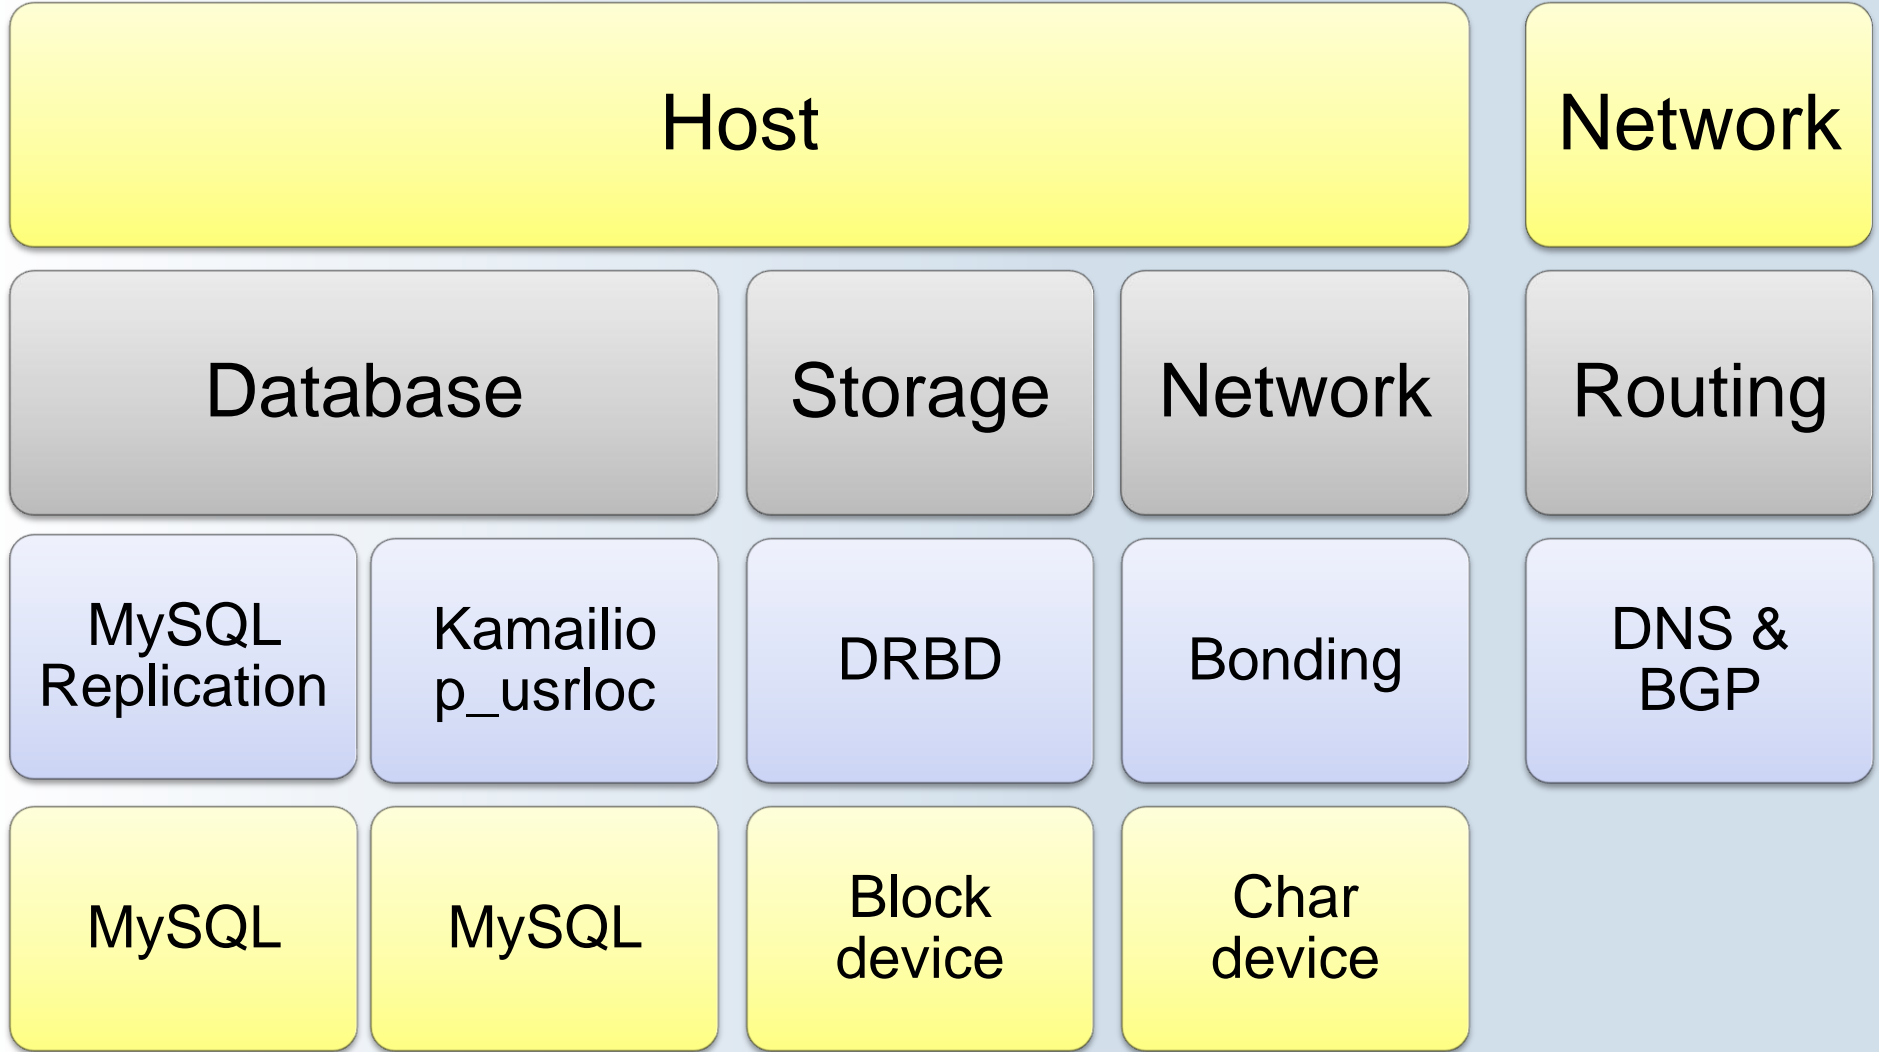 Host
Network
Database
Storage
Network
Routing
MySQL
Replication
Kamailio
p_usrloc
DRBD
Bonding
DNS &
BGP
MySQL
MySQL
Block
device
Char
device